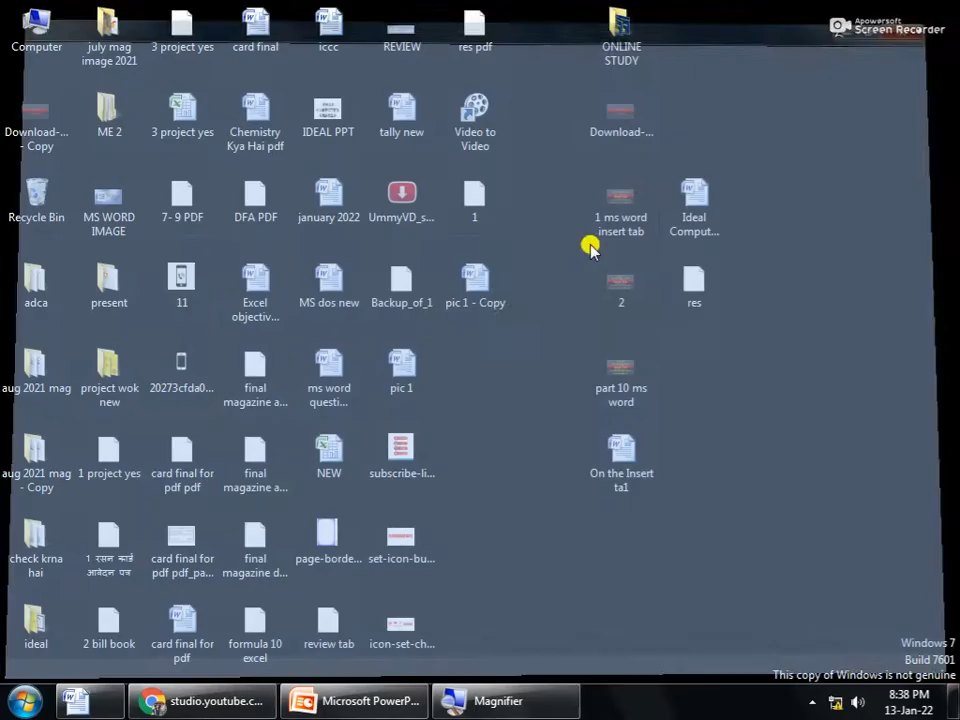 Apowersoft
Screen Recorder
Computer
july mag
image 2021
3 project yes
card final
iccc
REVIEW
res pdf
ONLINE
STUDY
Download-...
- Copy
ME 2
3 project yes
Chemistry
Kya Hai pdf
IDEAL PPT
tally new
Video to
Video
Download-...
Recycle Bin
MS WORD
IMAGE
7- 9 PDF
DFA PDF
january 2022
UmmyVD_s...
1
1 ms word
insert tab
Ideal
Comput...
adca
present
11
Excel
objectiv...
MS dos new
Backup_of_1
pic 1 - Copy
2
res
aug 2021 mag
project wok
new
20273cfda0...
final
magazine a...
ms word
questi...
pic 1
part 10 ms
word
aug 2021 mag
- Copy
1 project yes
card final for
pdf pdf
final
magazine a...
NEW
subscribe-li...
On the Insert
ta1
check krna
hai
1 रसन कार्ड
आवेदन पत्र
card final for
pdf pdf_pa...
final
magazine d...
page-borde...
set-icon-bu...
ideal
2 bill book
card final for
pdf
formula 10
excel
review tab
icon-set-ch...
Windows 7
Build 7601
This copy of Windows is not genuine
studio.youtube.c...
Microsoft PowerP...
Magnifier
8:38 PM
13-Jan-22